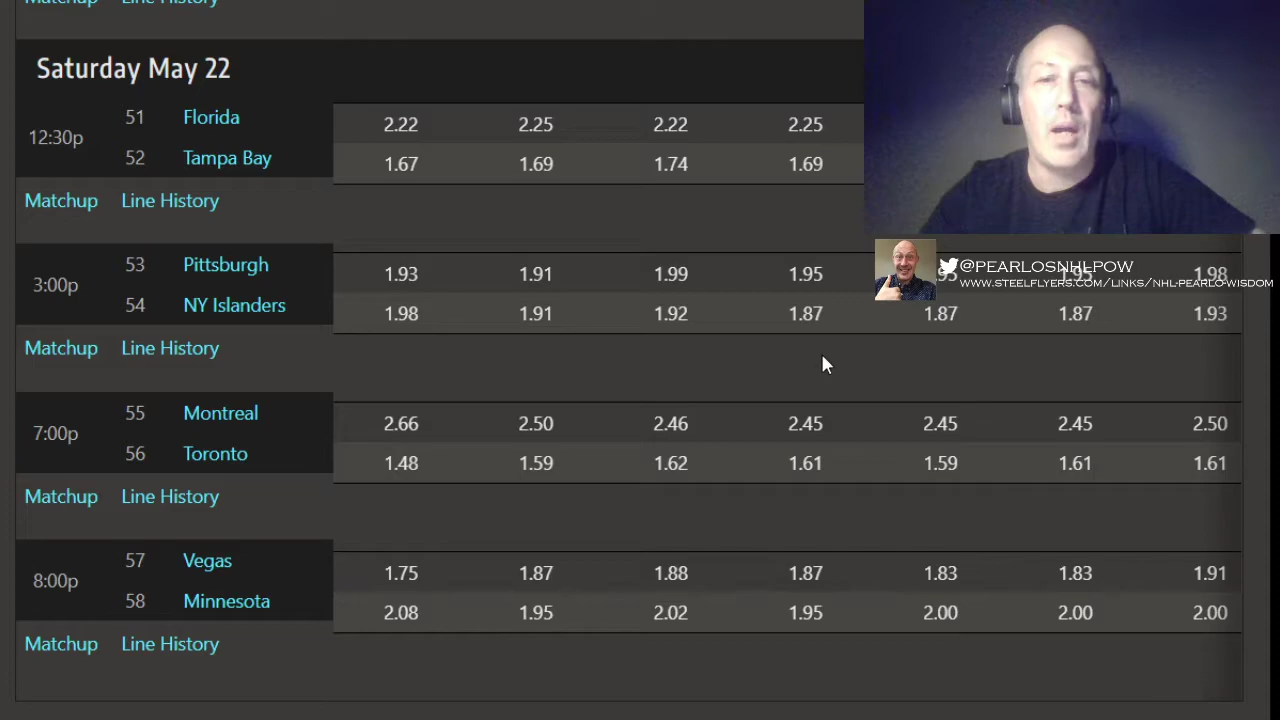 Matchup Line History
Saturday May 22
12:30p
51 Florida 2.22 2.25 2.22 2.25
52 Tampa Bay 1.67 1.69 1.74 1.69
Matchup Line History
@PEARLOSNHLPOW
WWW.STEELFLYERS.COM/LINKS/NHL-PEARLO-WISDOM
3:00p
53 Pittsburgh 1.93 1.91 1.99 1.95 1.95 1.98
54 NY Islanders 1.98 1.91 1.92 1.87 1.87 1.87 1.93
Matchup Line History
7:00p
55 Montreal 2.66 2.50 2.46 2.45 2.45 2.45 2.50
56 Toronto 1.48 1.59 1.62 1.61 1.59 1.61 1.61
Matchup Line History
8:00p
57 Vegas 1.75 1.87 1.88 1.87 1.83 1.83 1.91
58 Minnesota 2.08 1.95 2.02 1.95 2.00 2.00 2.00
Matchup Line History